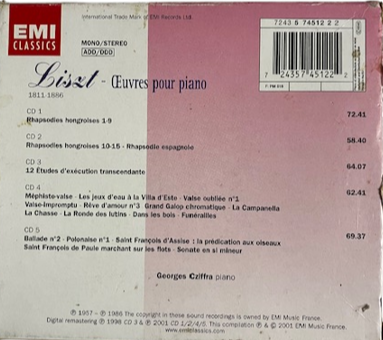 International Trade Mark of EMI Records Ltd.
EMI
CLASSICS
MONO/STEREO
ADD/DDD
7243 5 74512 2 2
7 24357 45122 2
Liszt - Œuvres pour piano
1811-1886
CD 1
Rhapsodies hongroises 1-9
72.41
CD 2
Rhapsodies hongroises 10-15 - Rhapsodie espagnole
58.40
CD 3
12 Etudes d'exécution transcendante
64.07
CD 4
62.41
Méphisto-valse · Les jeux d'eau à la Villa d'Este · Valse oubliée n°1
Valse-Impromptu · Rêve d'amour n°3 · Grand Galop chromatique · La Campanella
La Chasse · La Ronde des lutins · Dans les bois · Funérailles
CD 5
69.37
Ballade n°2 · Polonaise n°1 · Saint François d'Assise : la prédication aux oiseaux
Saint François de Paule marchant sur les flots · Sonate en si mineur
Georges Cziffra piano
℗ 1957 - ℗ 1986 The copyright in these sound recordings is owned by EMI Music France.
Digital remastering ℗ 1998 CD 3 & ℗ 2001 CD 1/2/4/5. This compilation ℗ & © 2001 EMI Music France.
www.emiclassics.com